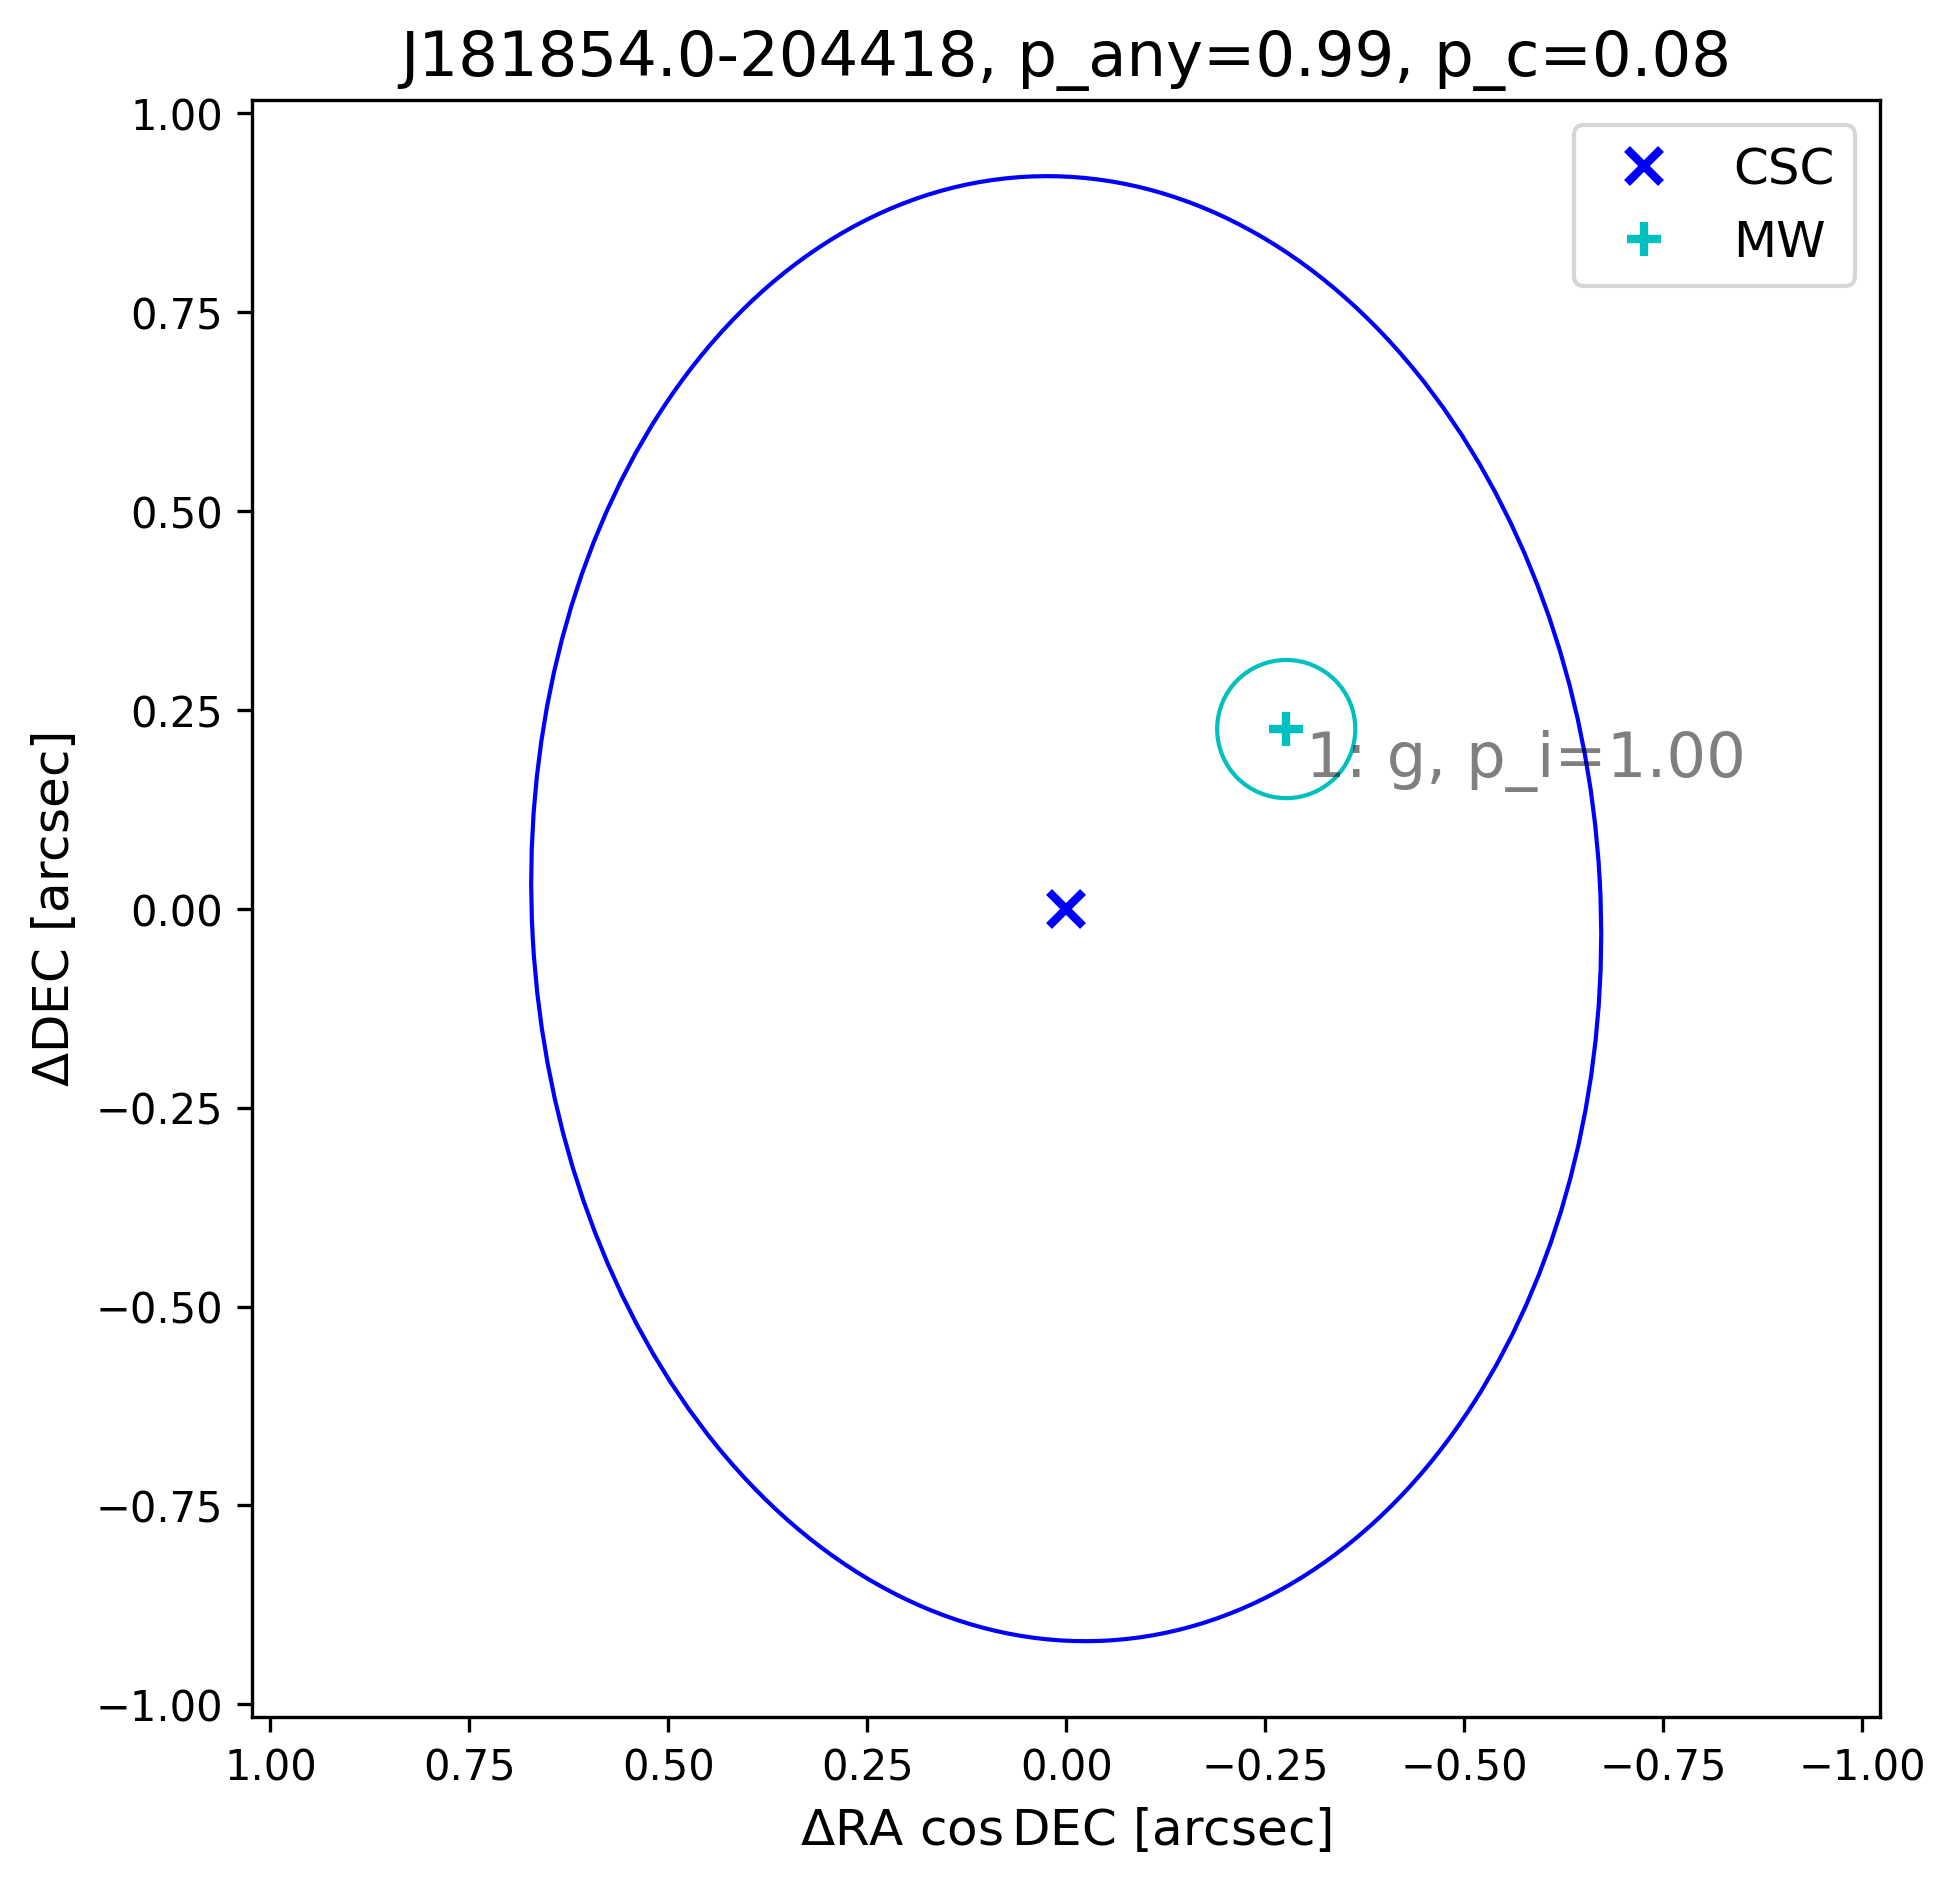 J181854.0-204418, p_any=0.99, p_c=0.08
CSC
MW
1: g, p_i=1.00
ΔDEC [arcsec]
1.00
0.75
0.50
0.25
0.00
−0.25
−0.50
−0.75
−1.00
1.00 0.75 0.50 0.25 0.00 −0.25 −0.50 −0.75 −1.00
ΔRA cos DEC [arcsec]